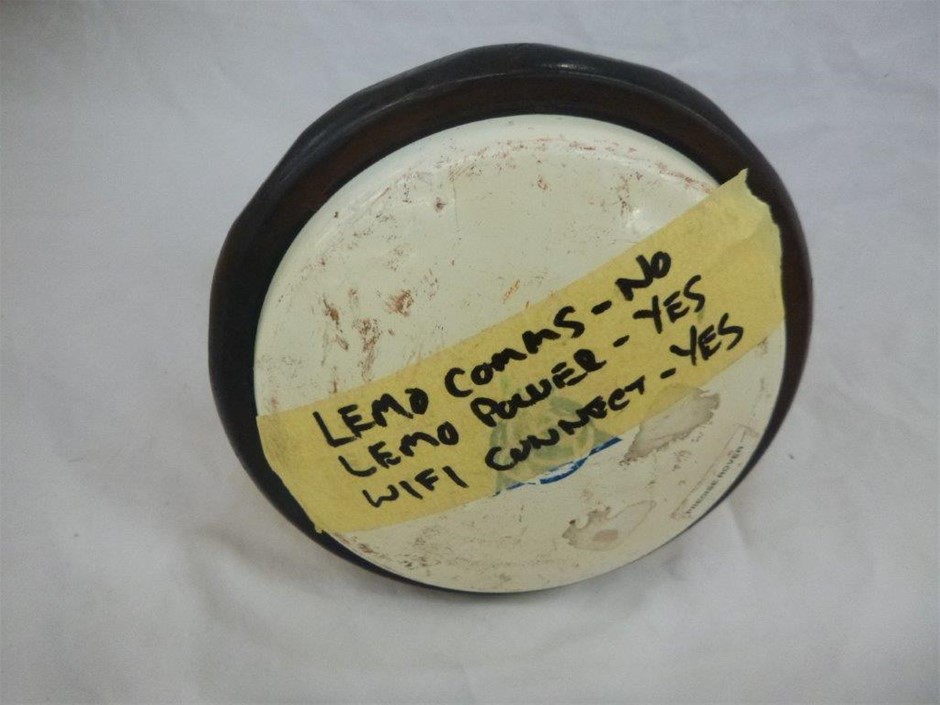 LEMO COMMS - NO
LEMO POWER - YES
WIFI CONNECT - YES